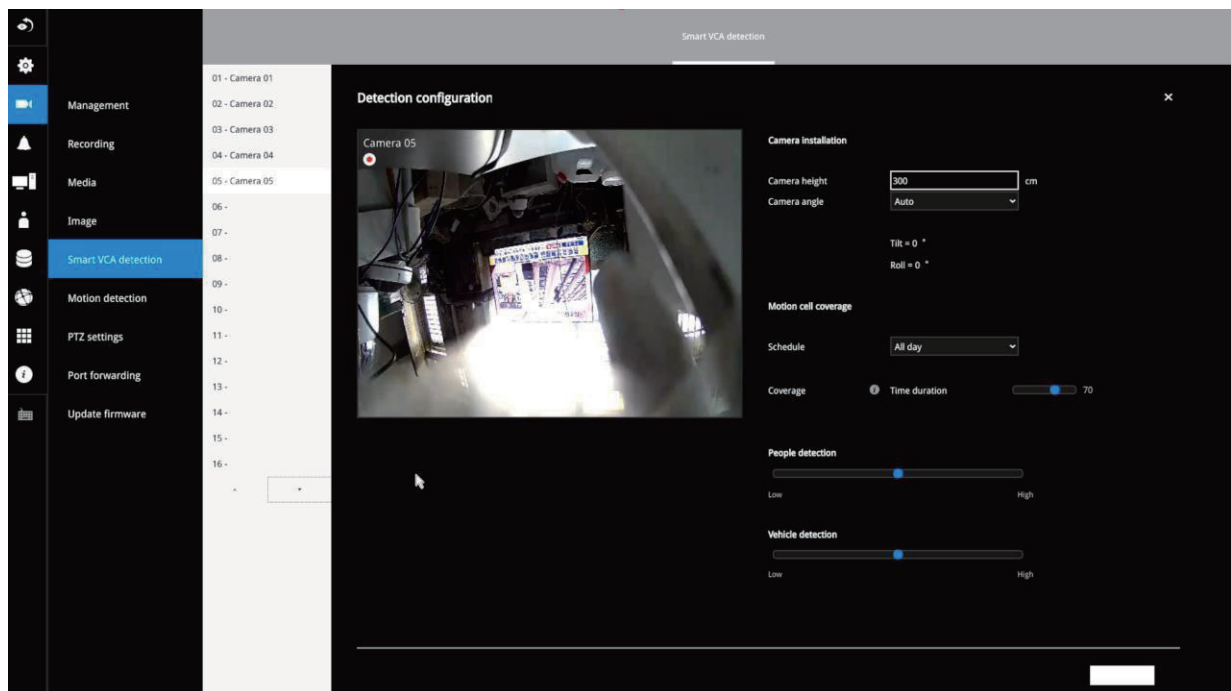 Smart VCA detection
Management
Recording
Media
Image
Smart VCA detection
Motion detection
PTZ settings
Port forwarding
Update firmware
01 - Camera 01
02 - Camera 02
03 - Camera 03
04 - Camera 04
05 - Camera 05
06 -
07 -
08 -
09 -
10 -
11 -
12 -
13 -
14 -
15 -
16 -
Detection configuration
Camera 05
Camera installation
Camera height 300 cm
Camera angle Auto
Tilt = 0 °
Roll = 0 °
Motion cell coverage
Schedule All day
Coverage Time duration 70
People detection
Low High
Vehicle detection
Low High